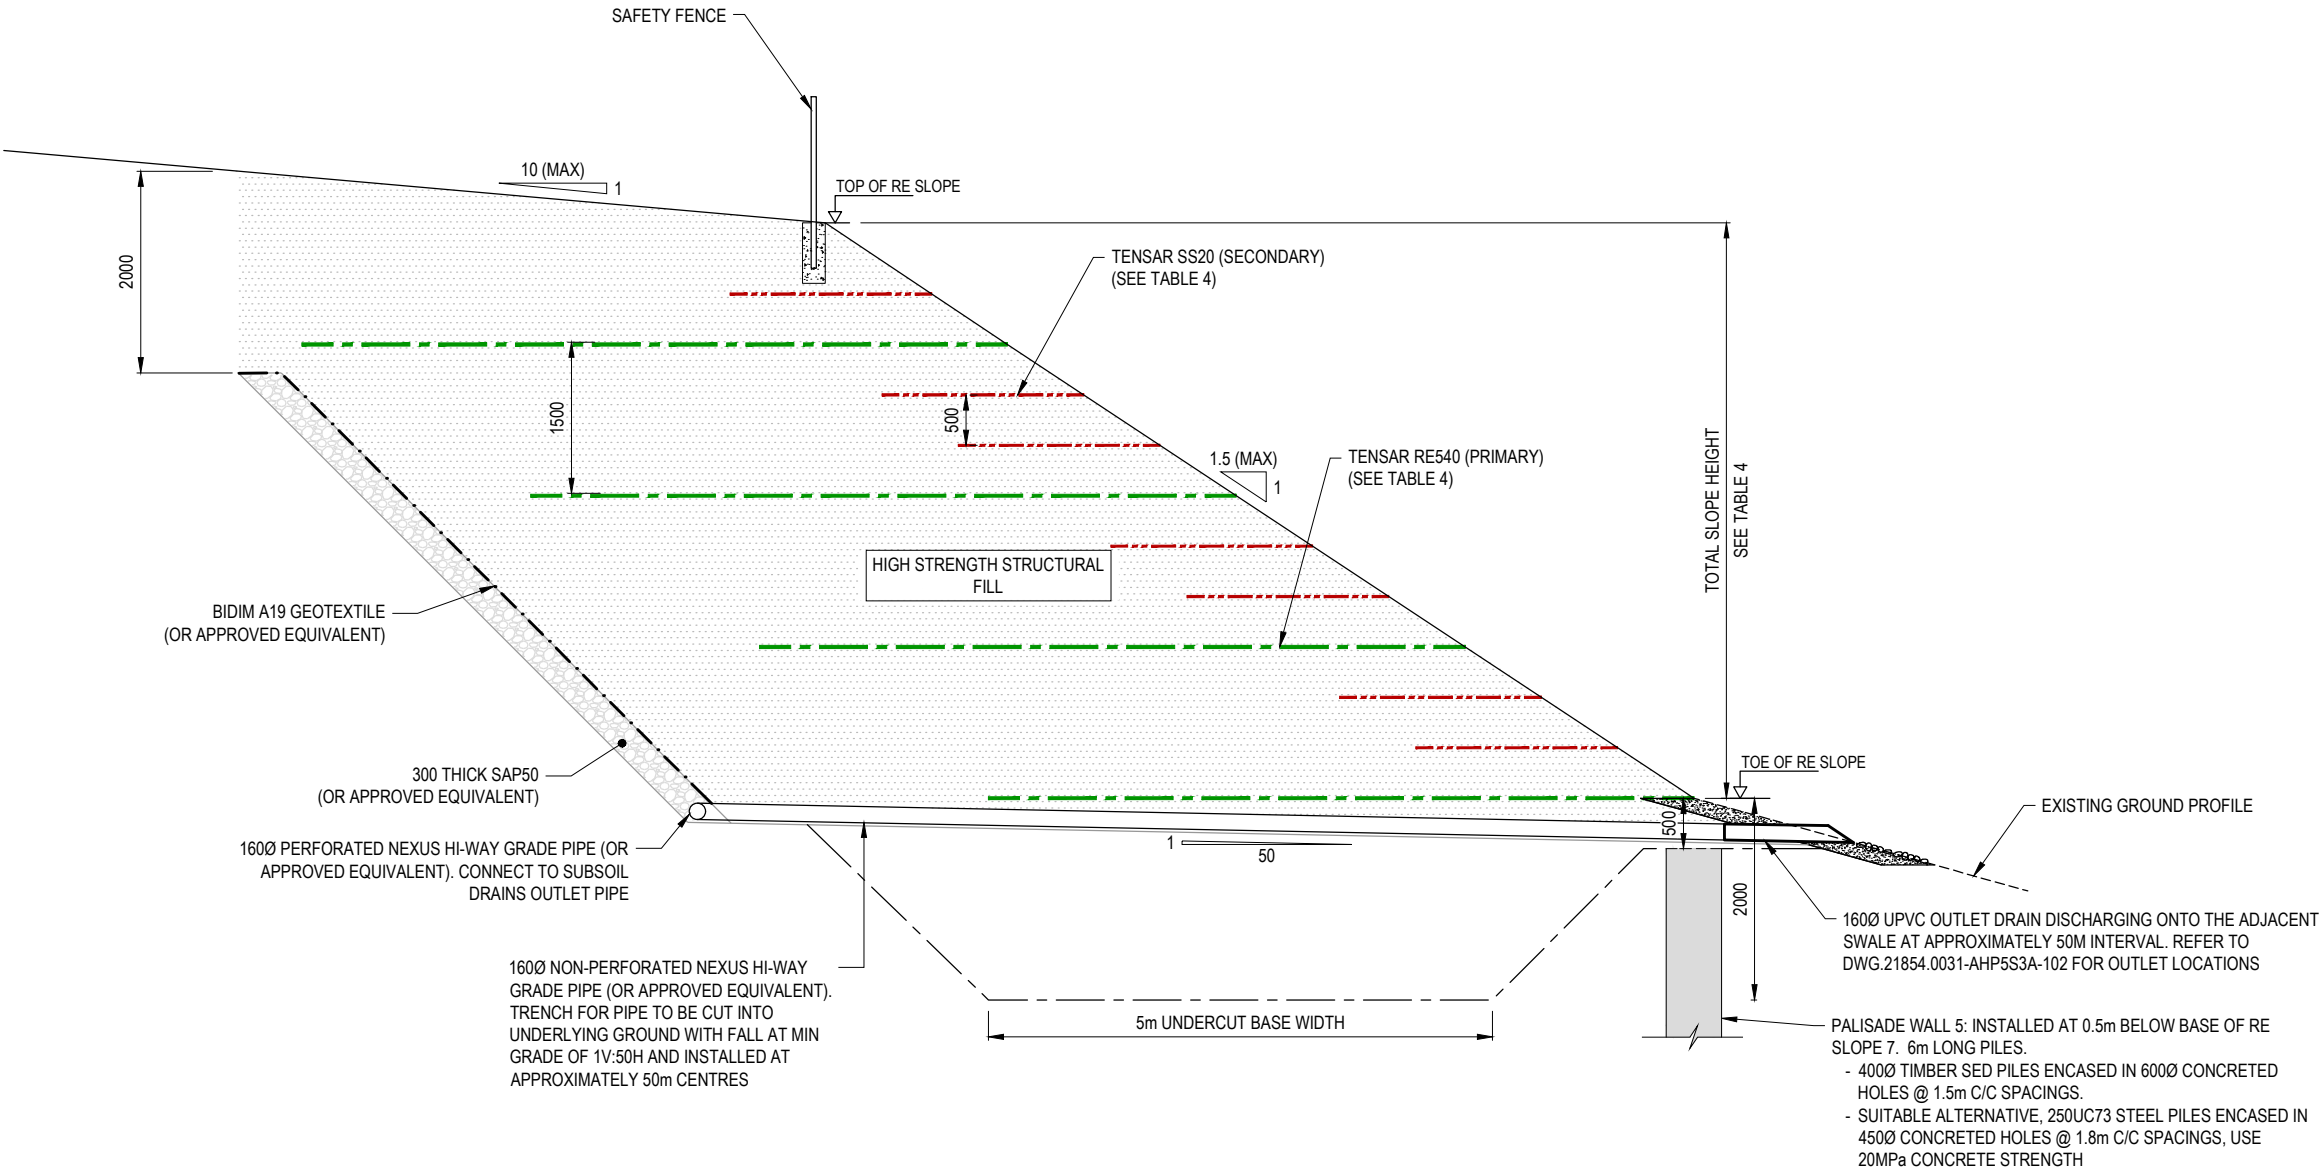 SAFETY FENCE
10 (MAX)
1
TOP OF RE SLOPE
2000
TENSAR SS20 (SECONDARY)
(SEE TABLE 4)
1500
500
1.5 (MAX)
1
TENSAR RE540 (PRIMARY)
(SEE TABLE 4)
TOTAL SLOPE HEIGHT
SEE TABLE 4
HIGH STRENGTH STRUCTURAL
FILL
BIDIM A19 GEOTEXTILE
(OR APPROVED EQUIVALENT)
300 THICK SAP50
(OR APPROVED EQUIVALENT)
TOE OF RE SLOPE
EXISTING GROUND PROFILE
500
160Ø PERFORATED NEXUS HI-WAY GRADE PIPE (OR
APPROVED EQUIVALENT). CONNECT TO SUBSOIL
DRAINS OUTLET PIPE
1
50
2000
160Ø UPVC OUTLET DRAIN DISCHARGING ONTO THE ADJACENT
SWALE AT APPROXIMATELY 50M INTERVAL. REFER TO
DWG.21854.0031-AHP5S3A-102 FOR OUTLET LOCATIONS
160Ø NON-PERFORATED NEXUS HI-WAY
GRADE PIPE (OR APPROVED EQUIVALENT).
TRENCH FOR PIPE TO BE CUT INTO
UNDERLYING GROUND WITH FALL AT MIN
GRADE OF 1V:50H AND INSTALLED AT
APPROXIMATELY 50m CENTRES
5m UNDERCUT BASE WIDTH
PALISADE WALL 5: INSTALLED AT 0.5m BELOW BASE OF RE
SLOPE 7. 6m LONG PILES.
- 400Ø TIMBER SED PILES ENCASED IN 600Ø CONCRETED
HOLES @ 1.5m C/C SPACINGS.
- SUITABLE ALTERNATIVE, 250UC73 STEEL PILES ENCASED IN
450Ø CONCRETED HOLES @ 1.8m C/C SPACINGS, USE
20MPa CONCRETE STRENGTH